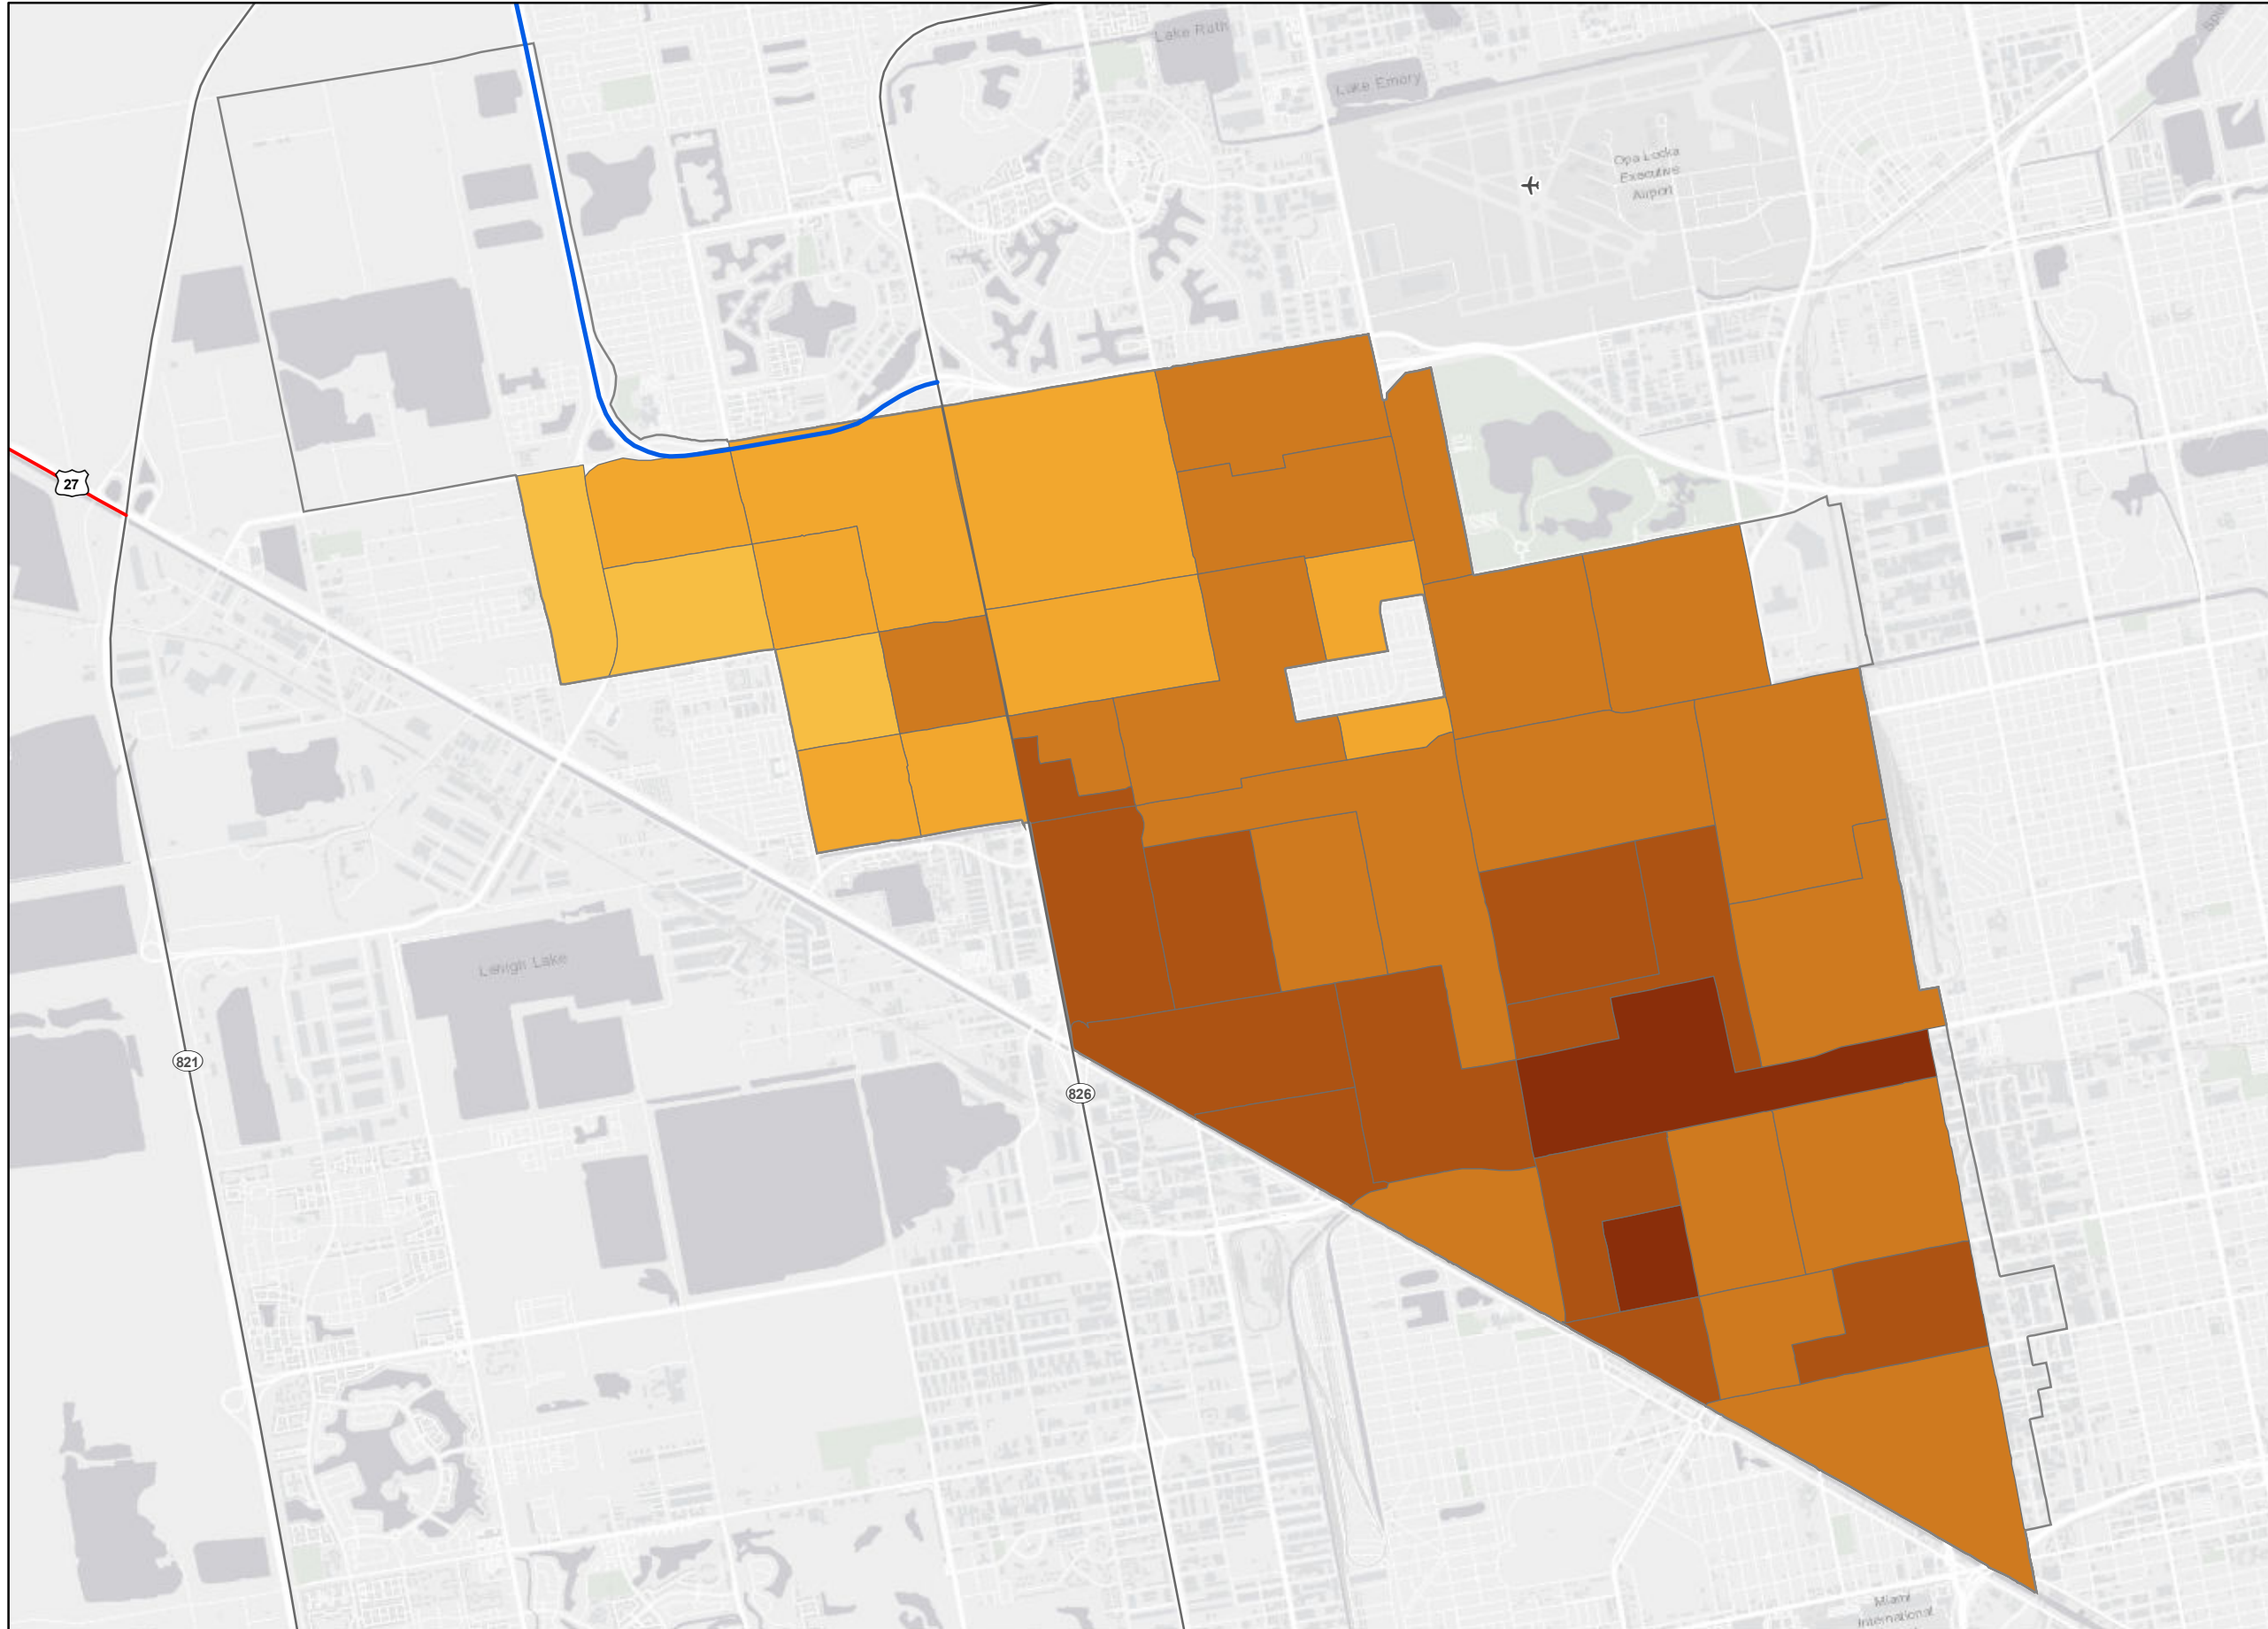 Lake Ruth
Lake Emory
Opa Locka
Executive
Airport
27
Lehigh Lake
821
826
Miami
International